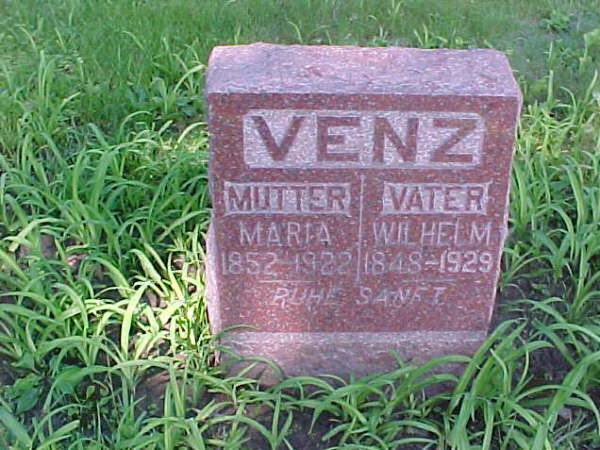 VENZ
MUTTER VATER
MARIA WILHELM
1852-1922 1848-1929
RUHE SANFT